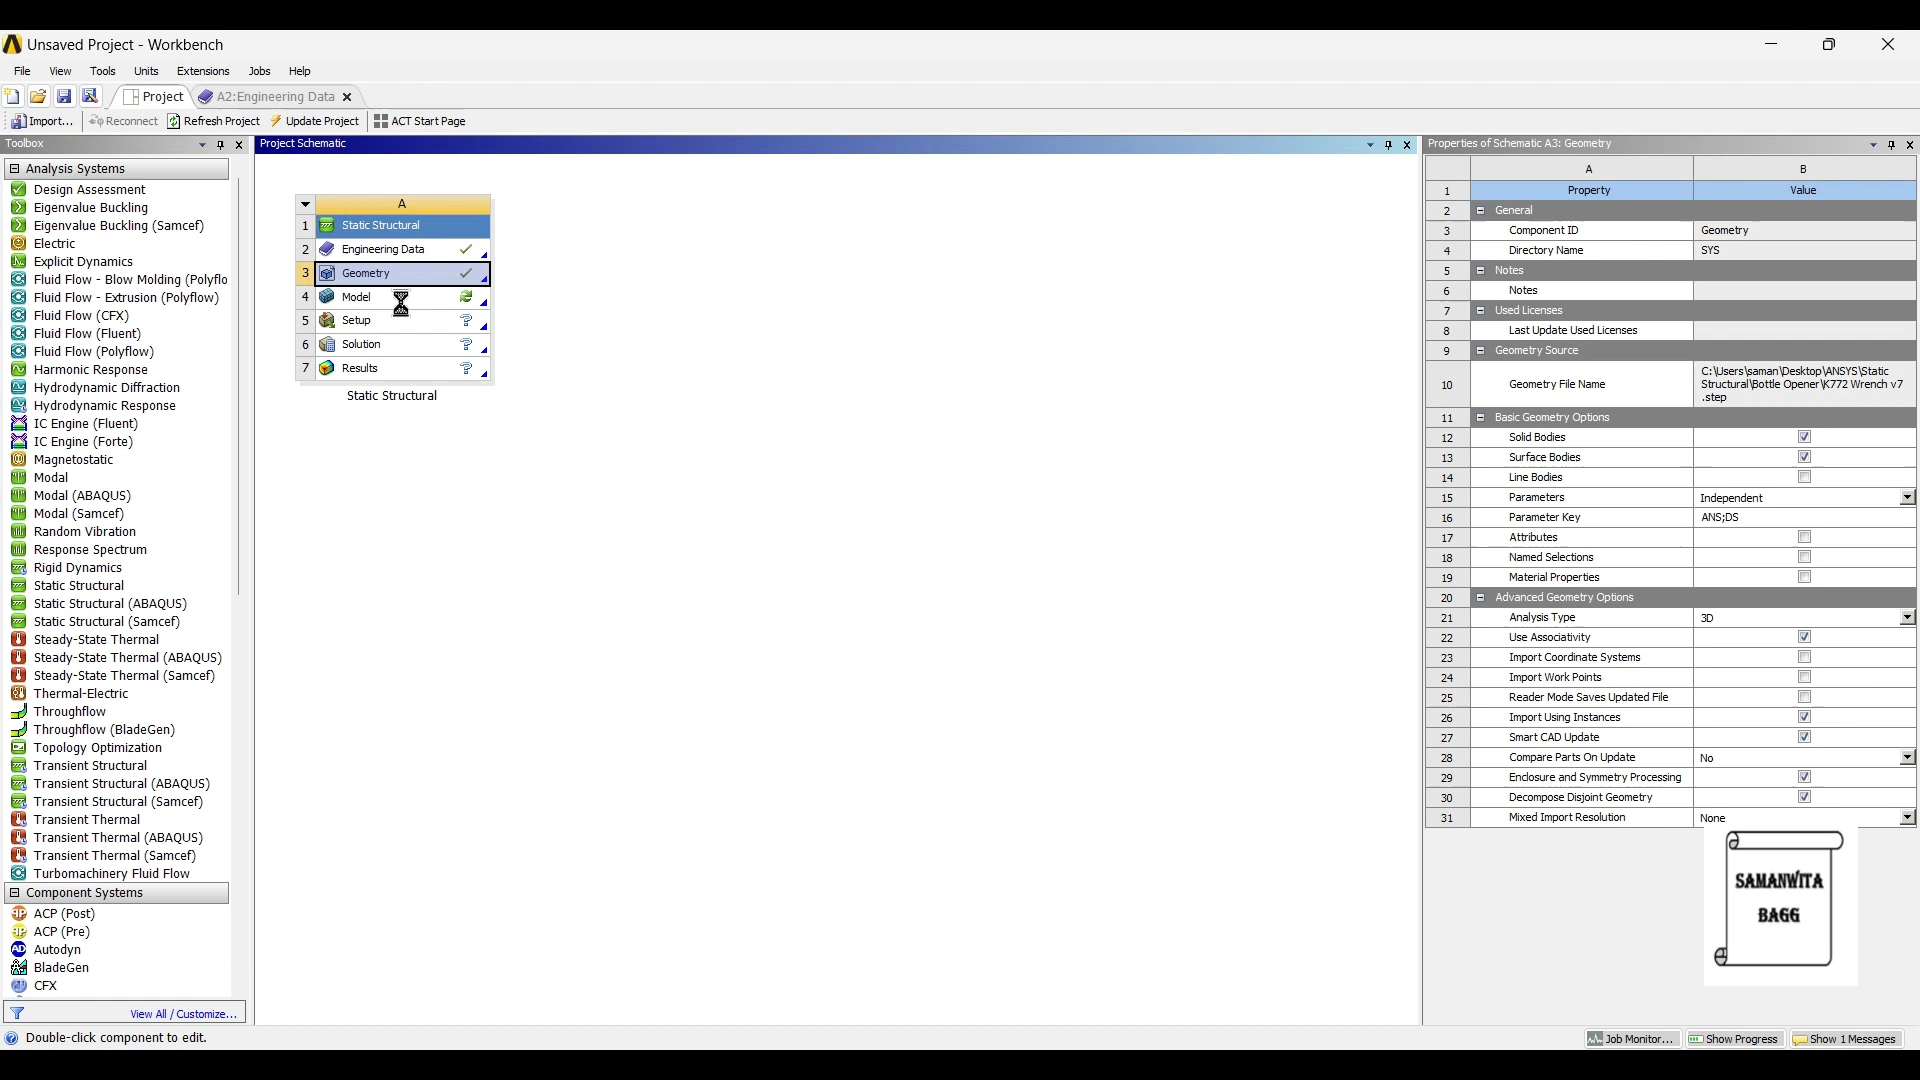 Unsaved Project - Workbench
File View Tools Units Extensions Jobs Help
Project A2:Engineering Data
Import... Reconnect Refresh Project Update Project ACT Start Page
Toolbox
Analysis Systems
Design Assessment
Eigenvalue Buckling
Eigenvalue Buckling (Samcef)
Electric
Explicit Dynamics
Fluid Flow - Blow Molding (Polyflo
Fluid Flow - Extrusion (Polyflow)
Fluid Flow (CFX)
Fluid Flow (Fluent)
Fluid Flow (Polyflow)
Harmonic Response
Hydrodynamic Diffraction
Hydrodynamic Response
IC Engine (Fluent)
IC Engine (Forte)
Magnetostatic
Modal
Modal (ABAQUS)
Modal (Samcef)
Random Vibration
Response Spectrum
Rigid Dynamics
Static Structural
Static Structural (ABAQUS)
Static Structural (Samcef)
Steady-State Thermal
Steady-State Thermal (ABAQUS)
Steady-State Thermal (Samcef)
Thermal-Electric
Throughflow
Throughflow (BladeGen)
Topology Optimization
Transient Structural
Transient Structural (ABAQUS)
Transient Structural (Samcef)
Transient Thermal
Transient Thermal (ABAQUS)
Transient Thermal (Samcef)
Turbomachinery Fluid Flow
Component Systems
ACP (Post)
ACP (Pre)
Autodyn
BladeGen
CFX
View All / Customize...
Project Schematic
A
1 Static Structural
2 Engineering Data
3 Geometry
4 Model
5 Setup ?
6 Solution ?
7 Results ?
Static Structural
Properties of Schematic A3: Geometry
A B
1 Property Value
2 General
3 Component ID Geometry
4 Directory Name SYS
5 Notes
6 Notes
7 Used Licenses
8 Last Update Used Licenses
9 Geometry Source
10 Geometry File Name C:\Users\saman\Desktop\ANSYS\Static
Structural\Bottle Opener\K772 Wrench v7
.step
11 Basic Geometry Options
12 Solid Bodies
13 Surface Bodies
14 Line Bodies
15 Parameters Independent
16 Parameter Key ANS;DS
17 Attributes
18 Named Selections
19 Material Properties
20 Advanced Geometry Options
21 Analysis Type 3D
22 Use Associativity
23 Import Coordinate Systems
24 Import Work Points
25 Reader Mode Saves Updated File
26 Import Using Instances
27 Smart CAD Update
28 Compare Parts On Update No
29 Enclosure and Symmetry Processing
30 Decompose Disjoint Geometry
31 Mixed Import Resolution None
SAMANWITA
BAGG
Double-click component to edit.
Job Monitor... Show Progress Show 1 Messages